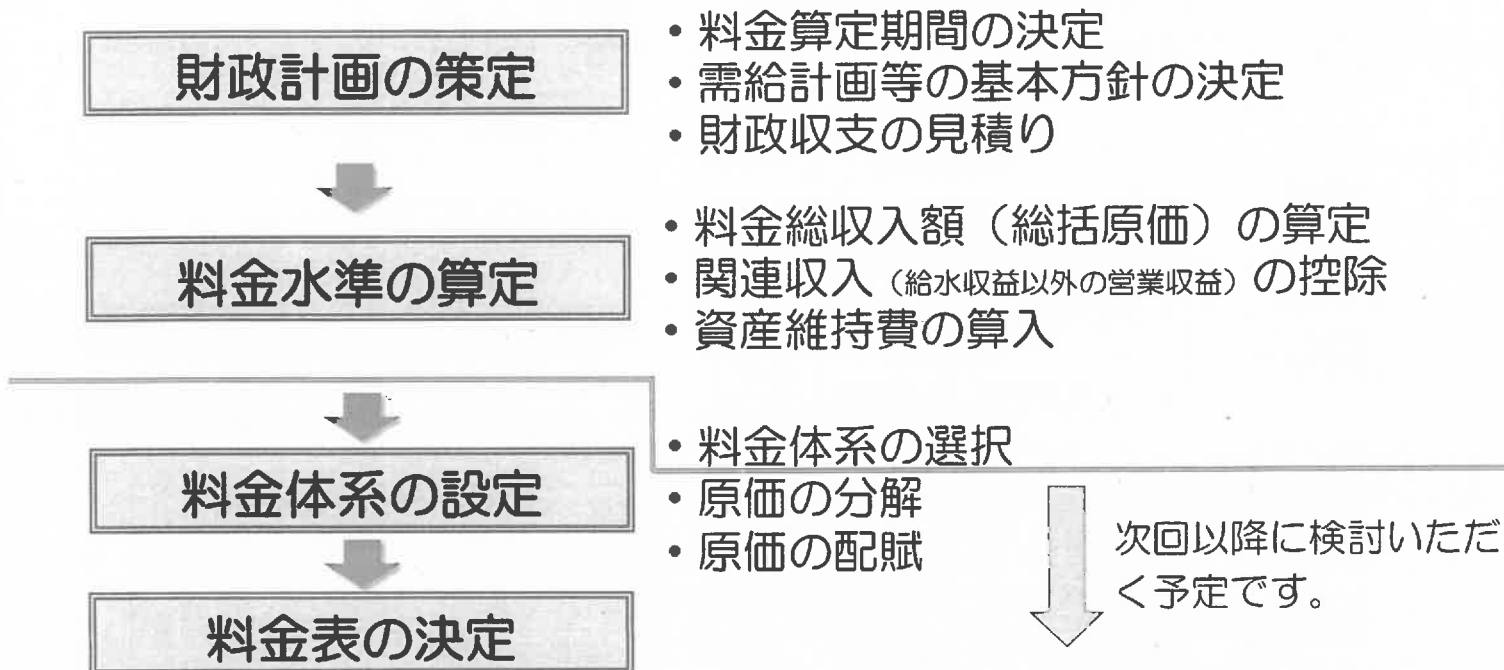 財政計画の策定
• 料金算定期間の決定
• 需給計画等の基本方針の決定
• 財政収支の見積り
料金水準の算定
• 料金総収入額（総括原価）の算定
• 関連収入（給水収益以外の営業収益）の控除
• 資産維持費の算入
料金体系の設定
• 料金体系の選択
• 原価の分解
• 原価の配賦
次回以降に検討いただ
く予定です。
料金表の決定